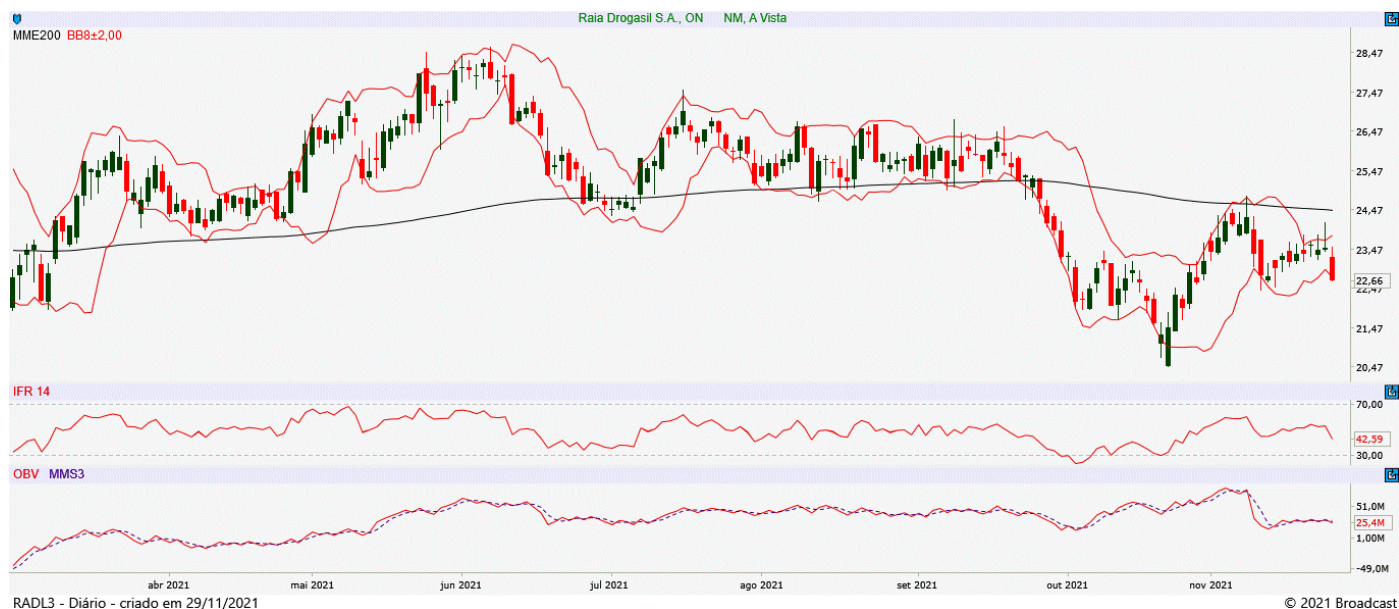 Raia Drogasil S.A., ON NM, A Vista
MME200 BB8±2,00
28,47
27,47
26,47
25,47
24,47
23,47
22,66
22,47
21,47
20,47
IFR 14
70,00
42,59
30,00
OBV MMS3
51,0M
25,4M
1,00M
-49,0M
abr 2021 mai 2021 jun 2021 jul 2021 ago 2021 set 2021 out 2021 nov 2021
RADL3 - Diário - criado em 29/11/2021 © 2021 Broadcast